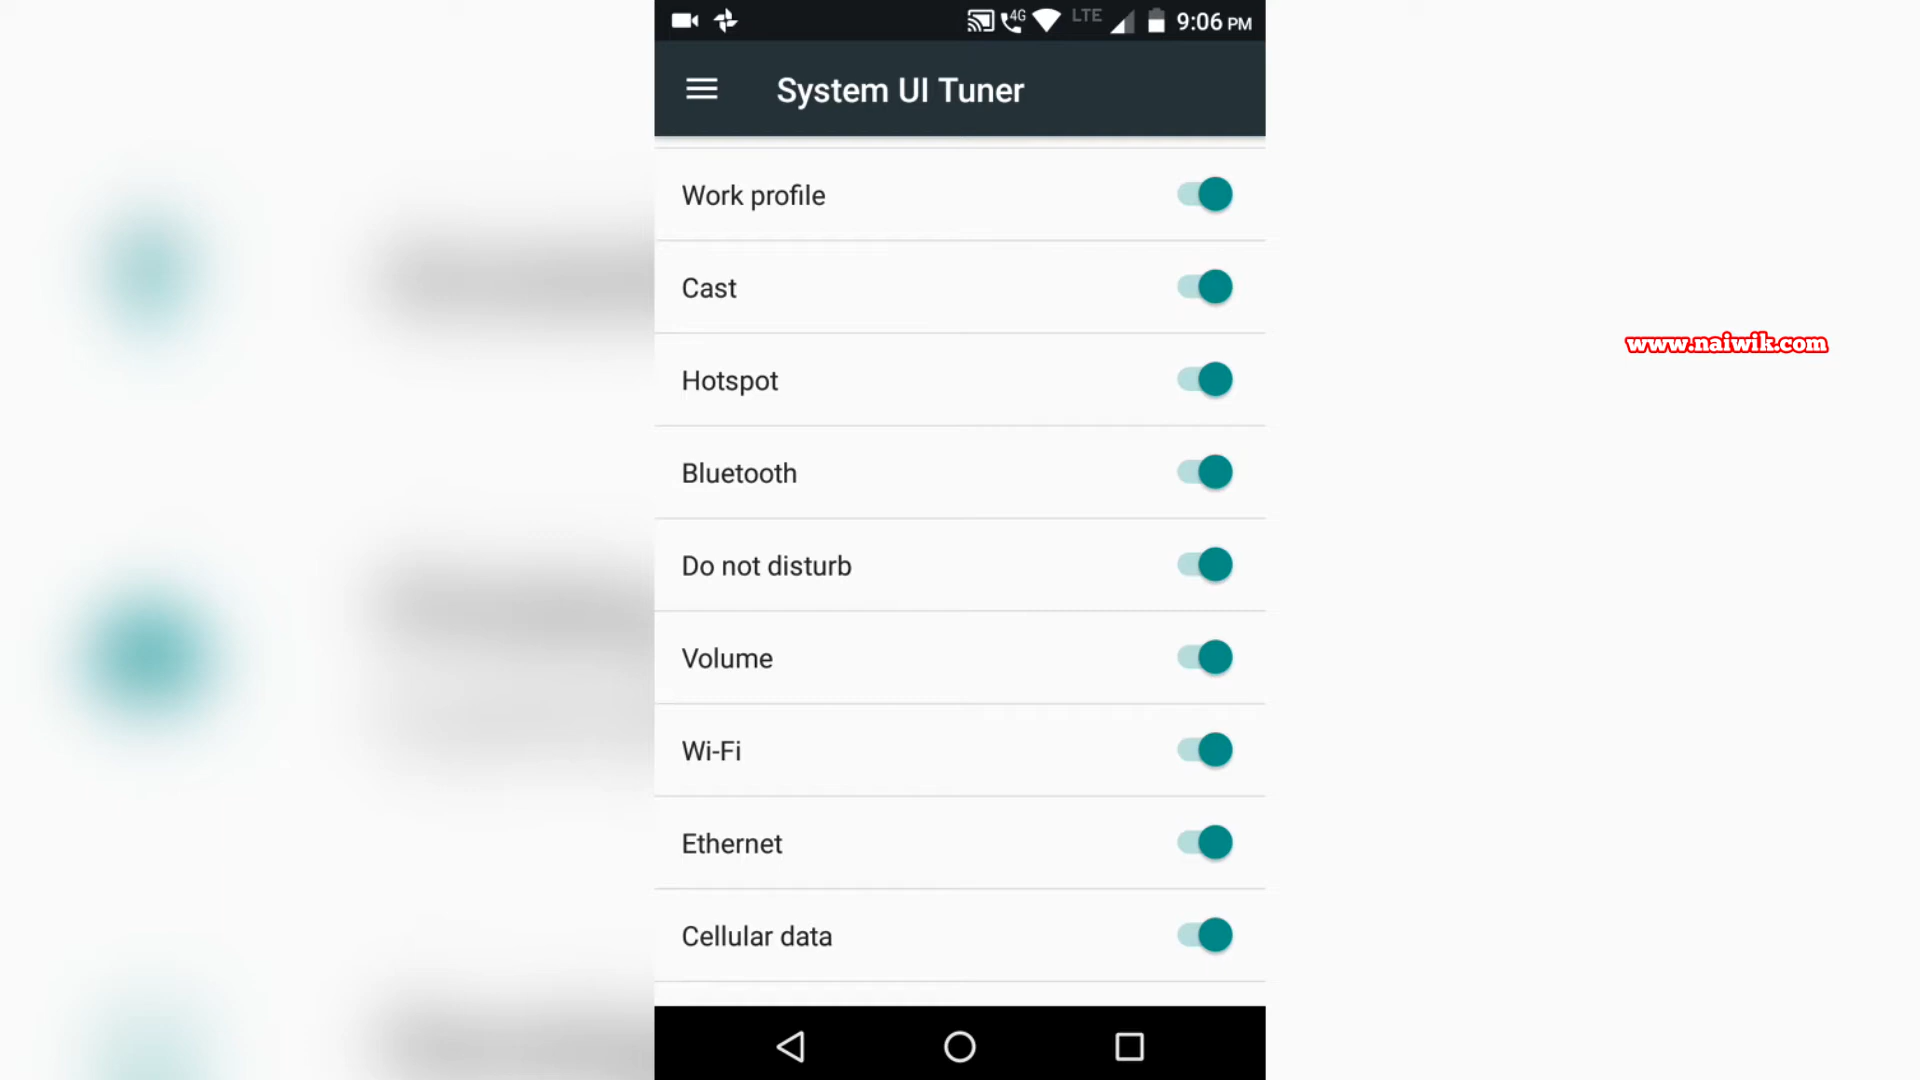 4G LTE 9:06 PM
System UI Tuner
Work profile
Cast
Hotspot
Bluetooth
Do not disturb
Volume
Wi-Fi
Ethernet
Cellular data
www.naiwik.com